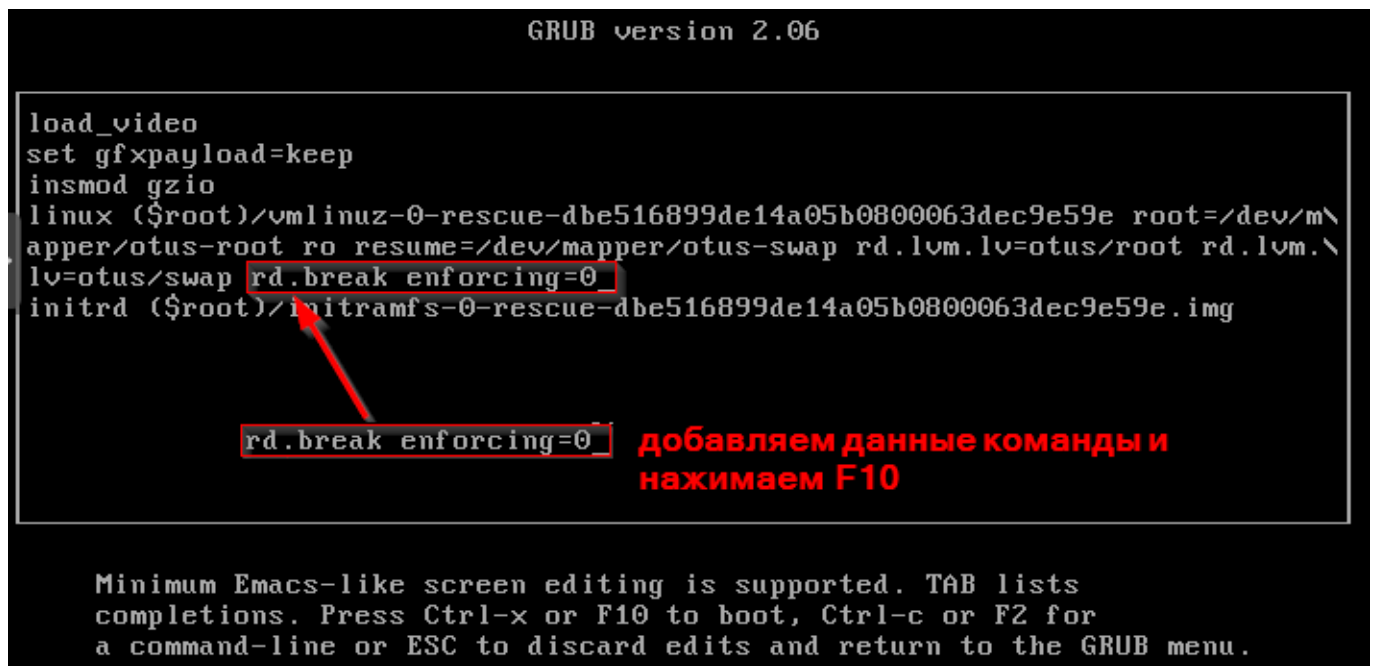 GRUB version 2.06
load_video
set gfxpayload=keep
insmod gzio
linux ($root)/vmlinuz-0-rescue-dbe516899de14a05b0800063dec9e59e root=/dev/m\
apper/otus-root ro resume=/dev/mapper/otus-swap rd.lvm.lv=otus/root rd.lvm.\
lv=otus/swap rd.break enforcing=0_
initrd ($root)/initramfs-0-rescue-dbe516899de14a05b0800063dec9e59e.img
rd.break enforcing=0_ добавляем данные команды и
нажимаем F10
Minimum Emacs-like screen editing is supported. TAB lists
completions. Press Ctrl-x or F10 to boot, Ctrl-c or F2 for
a command-line or ESC to discard edits and return to the GRUB menu.